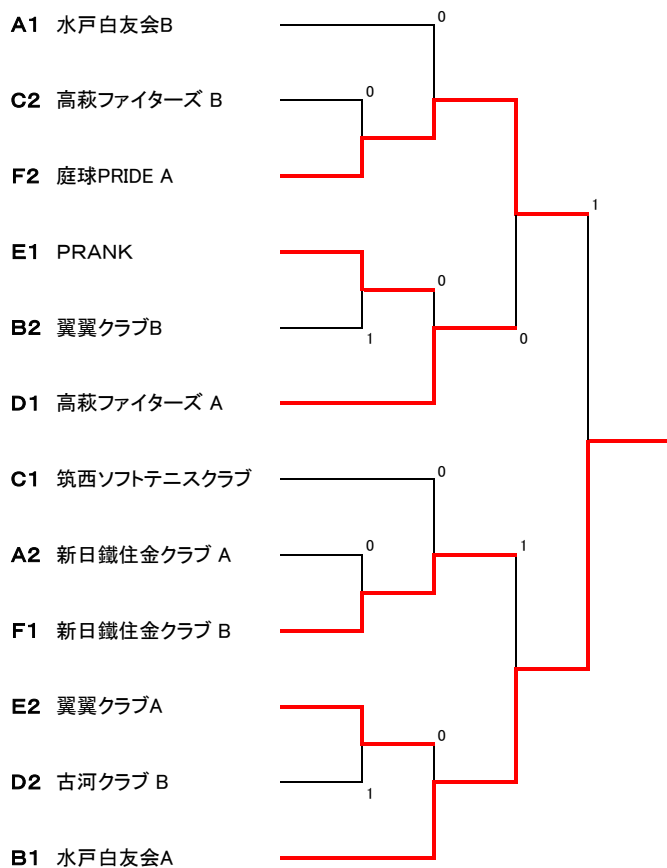 A1 水戸白友会B
0
C2 高萩ファイターズ B
0
F2 庭球PRIDE A
1
E1 PRANK
0
B2 翼翼クラブB
1
0
D1 高萩ファイターズ A
C1 筑西ソフトテニスクラブ
0
A2 新日鐵住金クラブ A
0
1
F1 新日鐵住金クラブ B
E2 翼翼クラブA
0
D2 古河クラブ B
1
B1 水戸白友会A